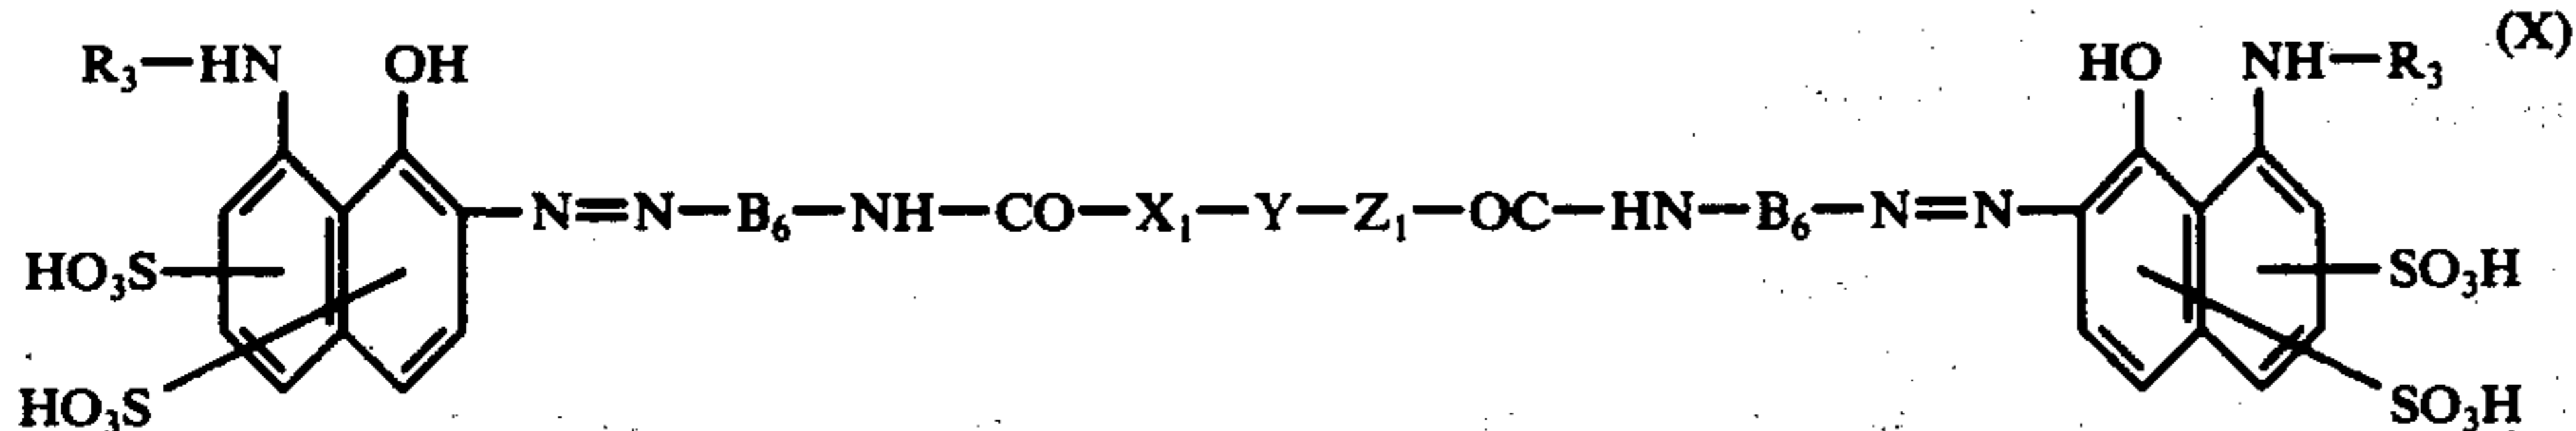 (X)
R₃—HN OH HO NH—R₃
N=N—B₆—NH—CO—X₁—Y—Z₁—OC—HN—B₆—N=N
HO₃S SO₃H
HO₃S SO₃H